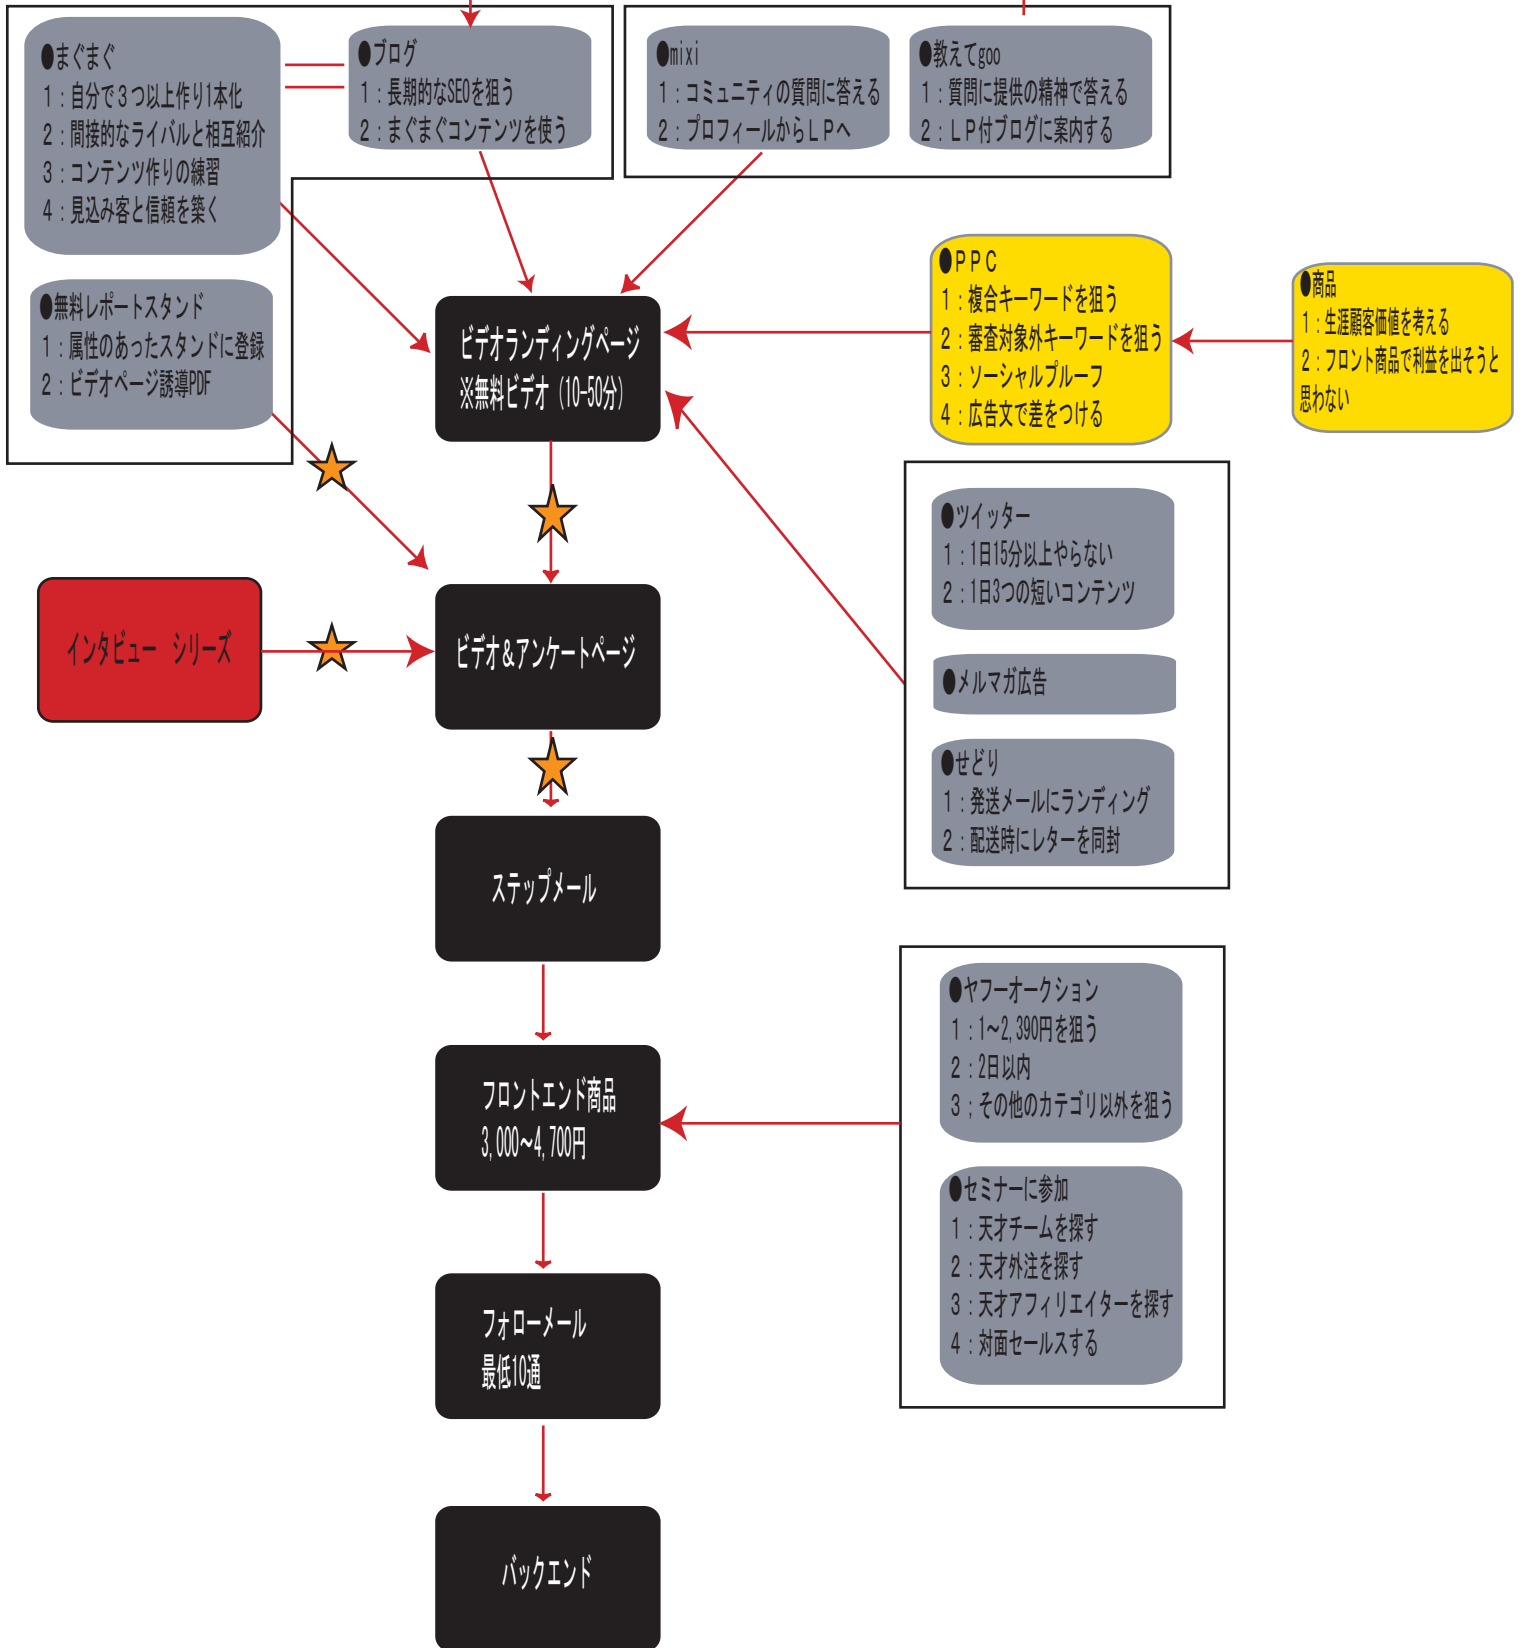 ●まぐまぐ
1：自分で３つ以上作り1本化
2：間接的なライバルと相互紹介
3：コンテンツ作りの練習
4：見込み客と信頼を築く
●ブログ
1：長期的なSEOを狙う
2：まぐまぐコンテンツを使う
●mixi
1：コミュニティの質問に答える
2：プロフィールからＬＰへ
●教えてgoo
1：質問に提供の精神で答える
2：ＬＰ付ブログに案内する
●無料レポートスタンド
1：属性のあったスタンドに登録
2：ビデオページ誘導PDF
ビデオランディングページ
※無料ビデオ（10-50分）
●ＰＰＣ
1：複合キーワードを狙う
2：審査対象外キーワードを狙う
3：ソーシャルプルーフ
4：広告文で差をつける
●商品
1：生涯顧客価値を考える
2：フロント商品で利益を出そうと
思わない
●ツイッター
1：1日15分以上やらない
2：1日3つの短いコンテンツ
●メルマガ広告
●せどり
1：発送メールにランディング
2：配送時にレターを同封
インタビュー　シリーズ
ビデオ＆アンケートページ
ステップメール
●ヤフーオークション
1：1～2,390円を狙う
2：2日以内
3；その他のカテゴリ以外を狙う
フロントエンド商品
3,000～4,700円
●セミナーに参加
1：天才チームを探す
2：天才外注を探す
3：天才アフィリエイターを探す
4：対面セールスする
フォローメール
最低10通
バックエンド